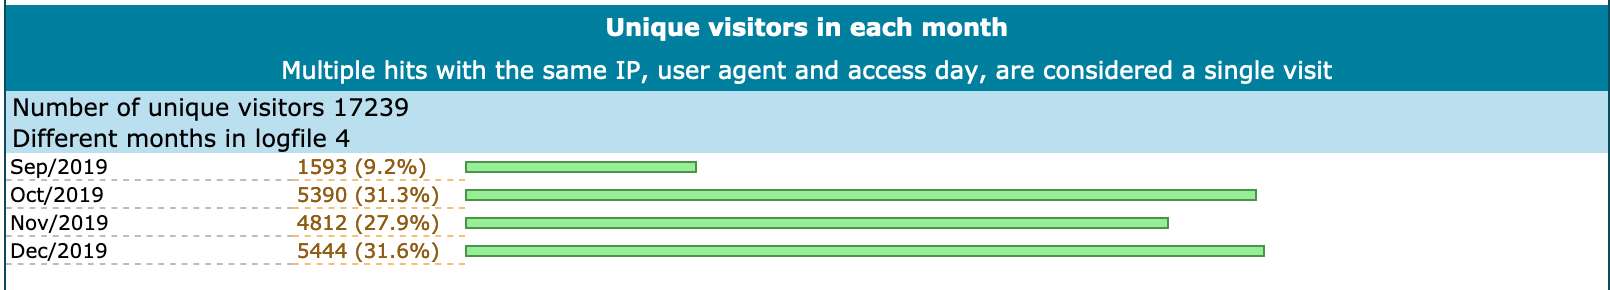 Unique visitors in each month
Multiple hits with the same IP, user agent and access day, are considered a single visit
Number of unique visitors 17239
Different months in logfile 4
Sep/2019 1593 (9.2%)
Oct/2019 5390 (31.3%)
Nov/2019 4812 (27.9%)
Dec/2019 5444 (31.6%)